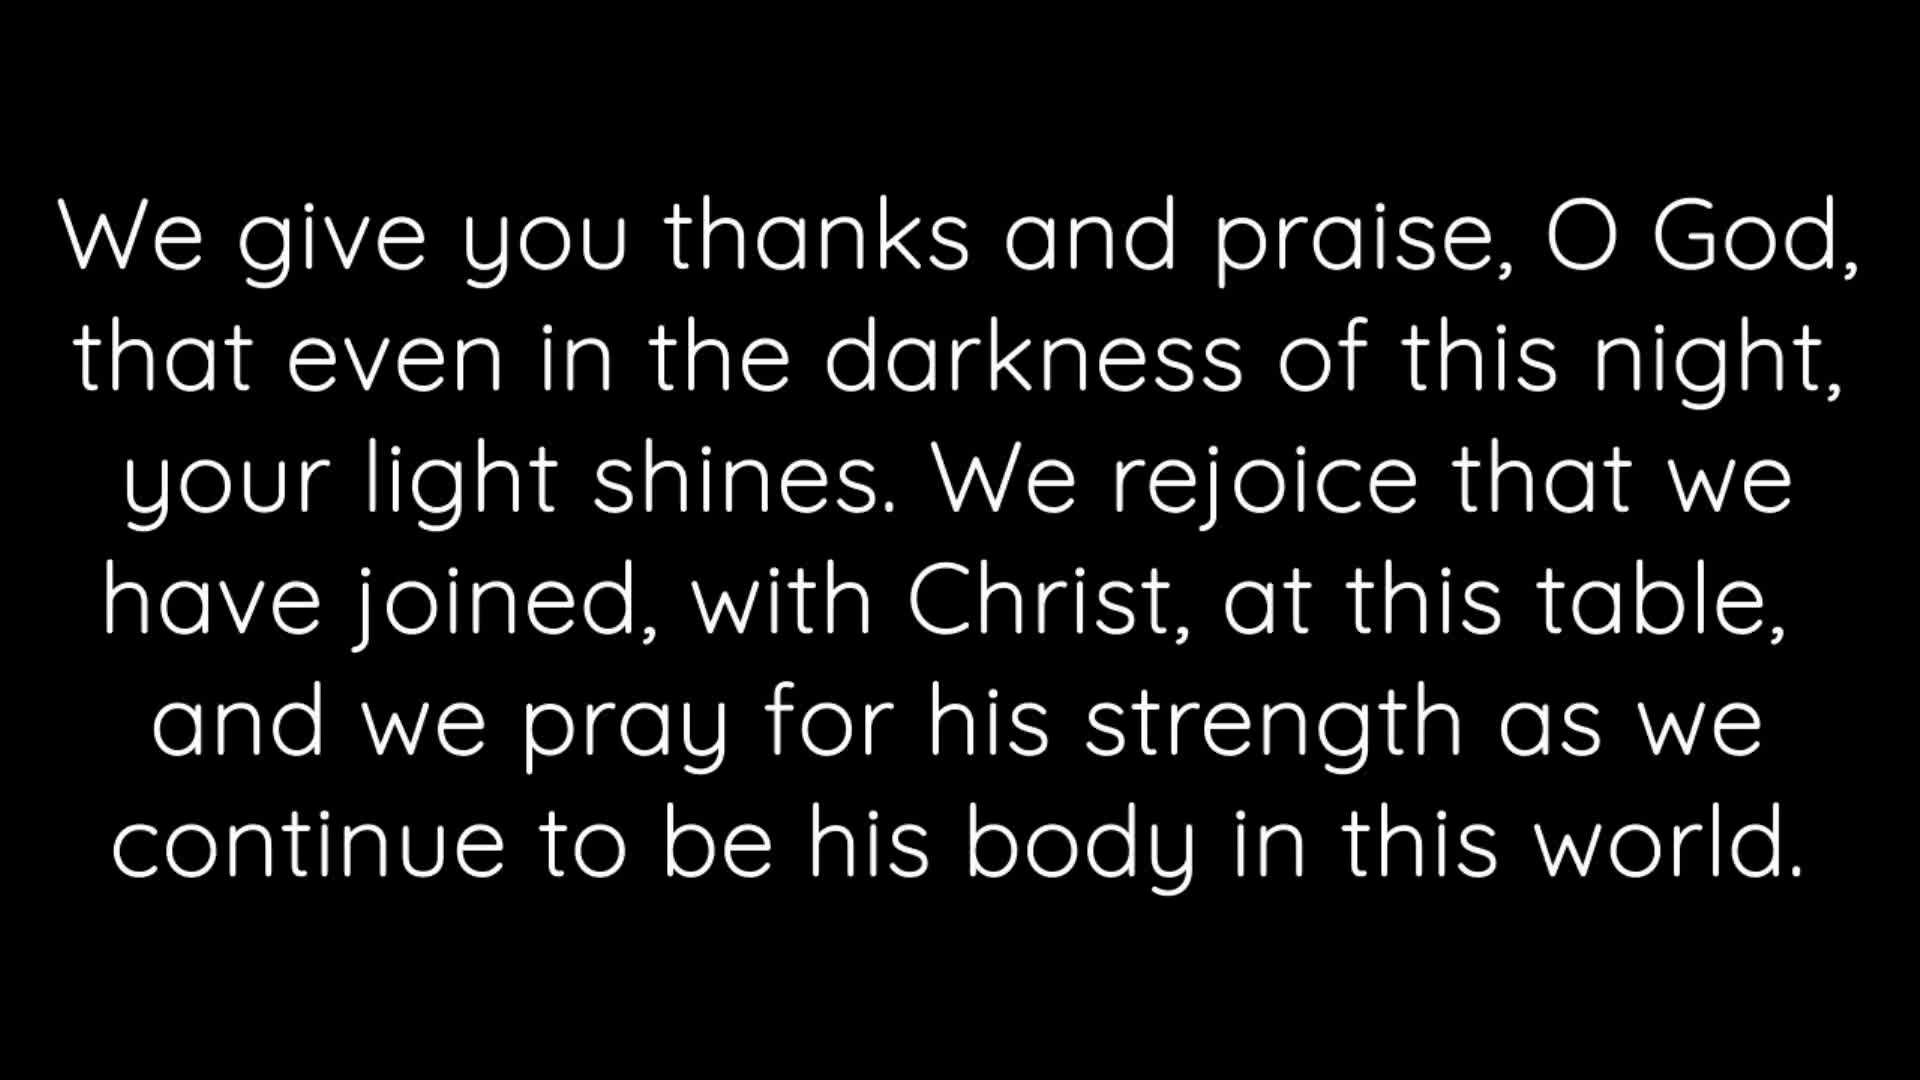 We give you thanks and praise, O God,
that even in the darkness of this night,
your light shines. We rejoice that we
have joined, with Christ, at this table,
and we pray for his strength as we
continue to be his body in this world.